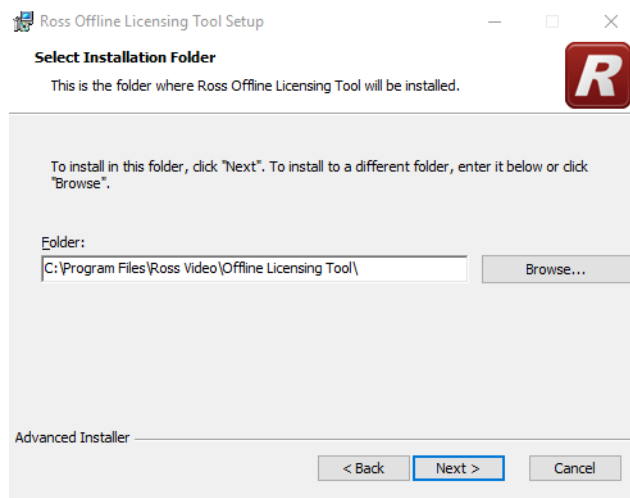 Ross Offline Licensing Tool Setup
Select Installation Folder
This is the folder where Ross Offline Licensing Tool will be installed.
R
To install in this folder, click "Next". To install to a different folder, enter it below or click
"Browse".
Folder:
C:\Program Files\Ross Video\Offline Licensing Tool\
Browse...
Advanced Installer
< Back
Next >
Cancel